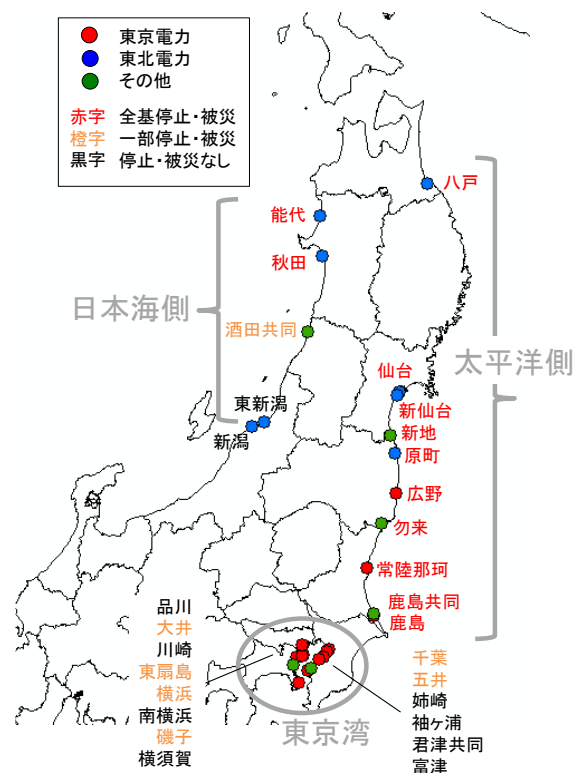 東京電力
東北電力
その他
赤字 全基停止・被災
橙字 一部停止・被災
黒字 停止・被災なし
八戸
能代
秋田
日本海側
酒田共同
太平洋側
仙台
東新潟
新仙台
新潟
新地
原町
広野
勿来
常陸那珂
鹿島共同
鹿島
品川
大井
川崎
東扇島
横浜
南横浜
磯子
横須賀
千葉
五井
姉崎
袖ヶ浦
君津共同
富津
東京湾